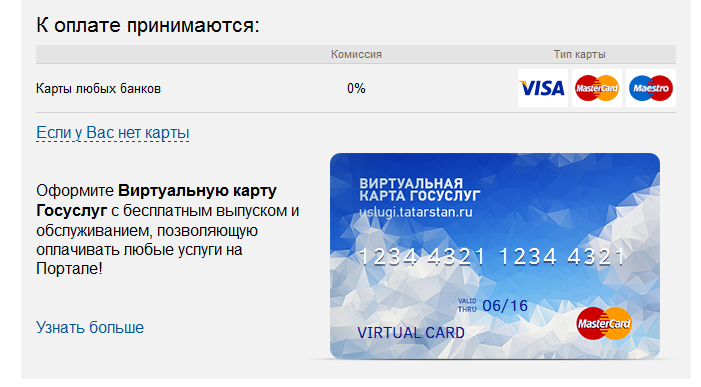 К оплате принимаются:
Комиссия Тип карты
Карты любых банков 0% VISA MasterCard Maestro
Если у Вас нет карты
Оформите Виртуальную карту
Госуслуг с бесплатным выпуском и
обслуживанием, позволяющую
оплачивать любые услуги на
Портале!
Узнать больше
ВИРТУАЛЬНАЯ
КАРТА ГОСУСЛУГ
uslugi.tatarstan.ru
1234 4321 1234 4321
VALID
THRU 06/16
VIRTUAL CARD MasterCard